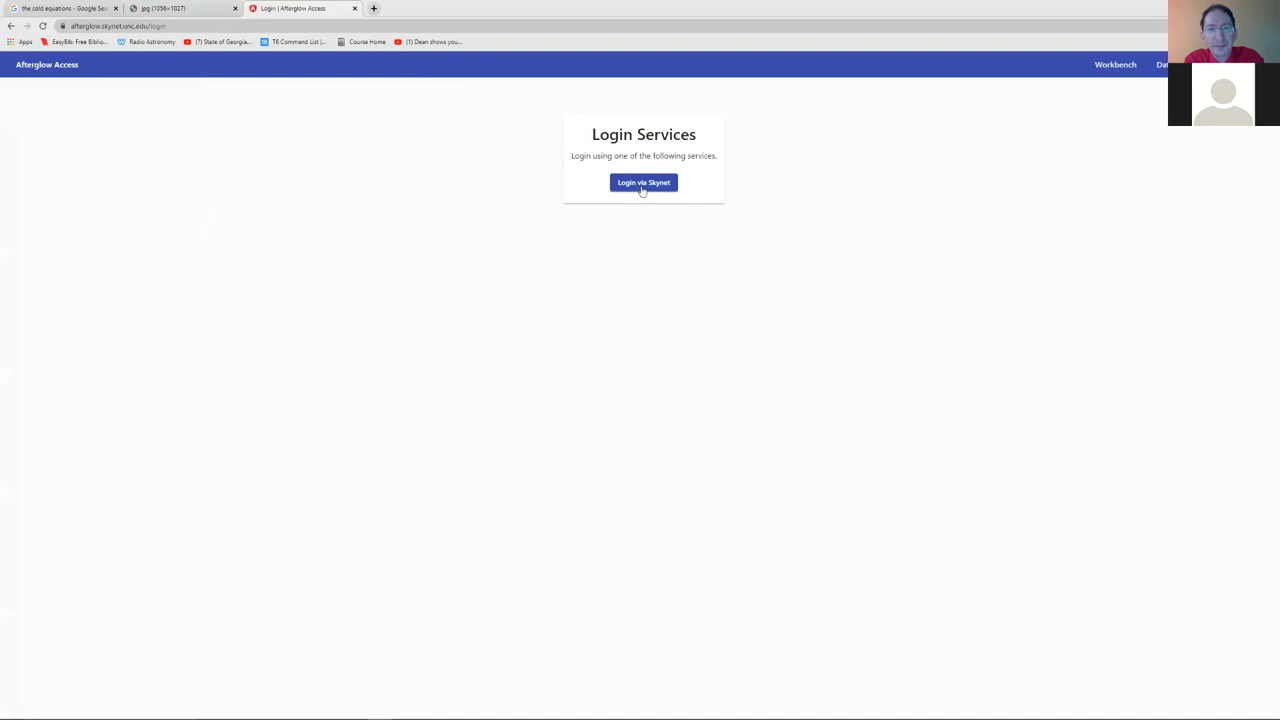 the cold equations - Google Sea
jpg (1056×1027)
Login | Afterglow Access
afterglow.skynet.unc.edu/login
Apps
EasyBib: Free Biblio...
Radio Astronomy
(7) State of Georgia...
T6 Command List |...
Course Home
(1) Dean shows you...
Afterglow Access
Workbench
Dat
Login Services
Login using one of the following services.
Login via Skynet